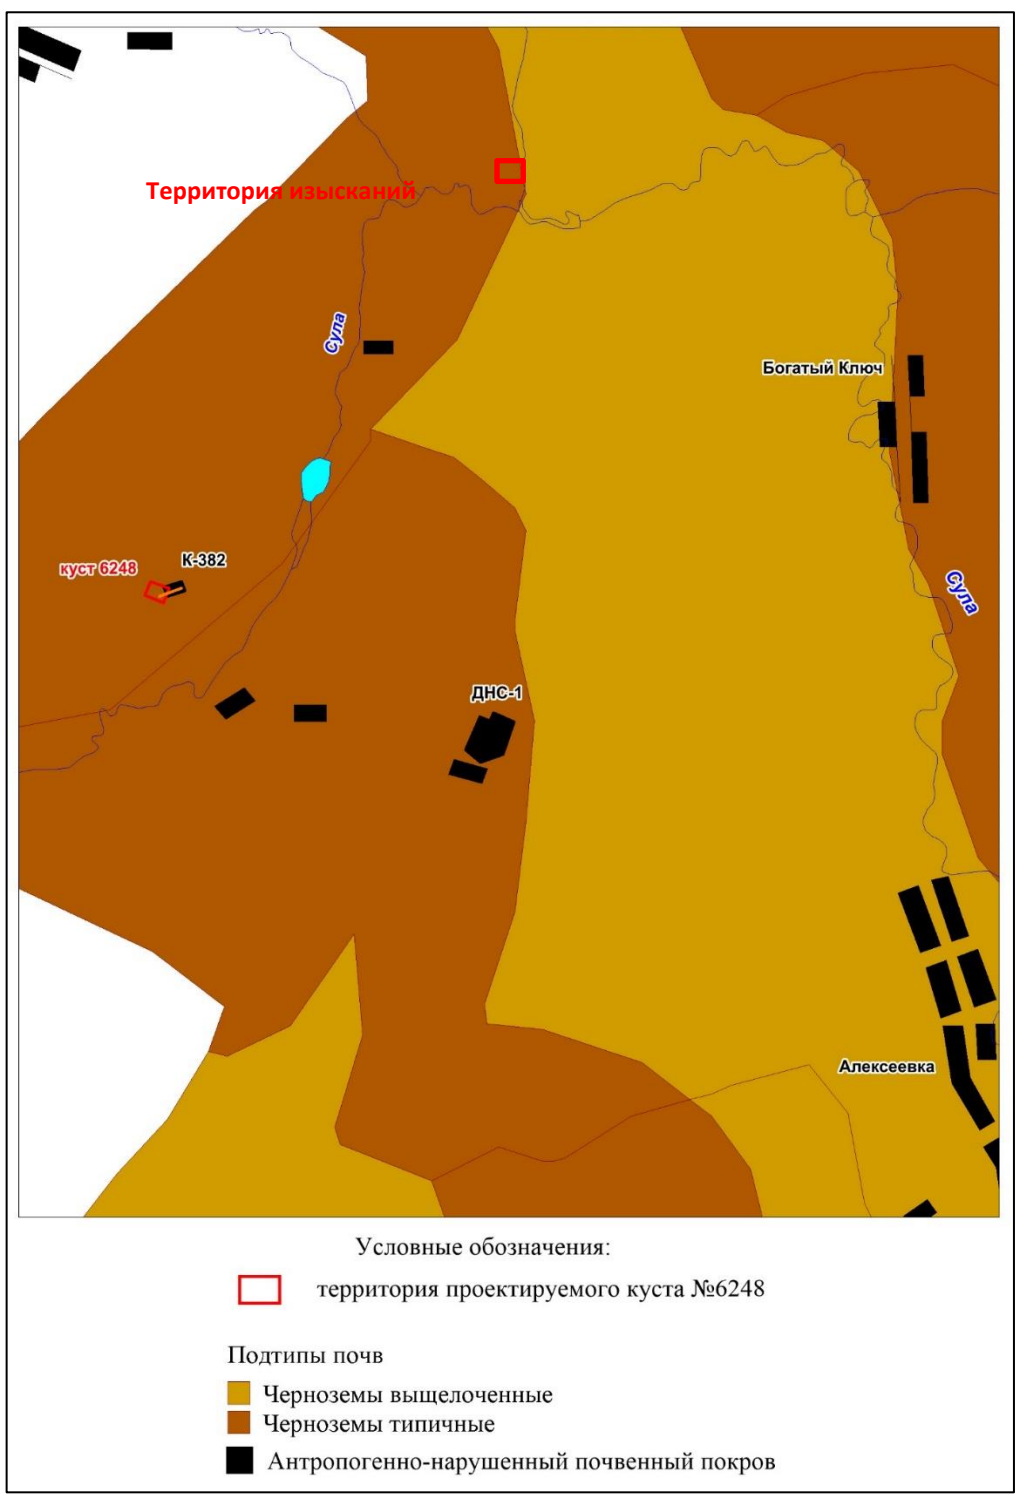 Территория изысканий
Сула
Богатый Ключ
К-382
куст 6248
Сула
ДНС-1
Алексеевка
Условные обозначения:
территория проектируемого куста №6248
Подтипы почв
Черноземы выщелоченные
Черноземы типичные
Антропогенно-нарушенный почвенный покров